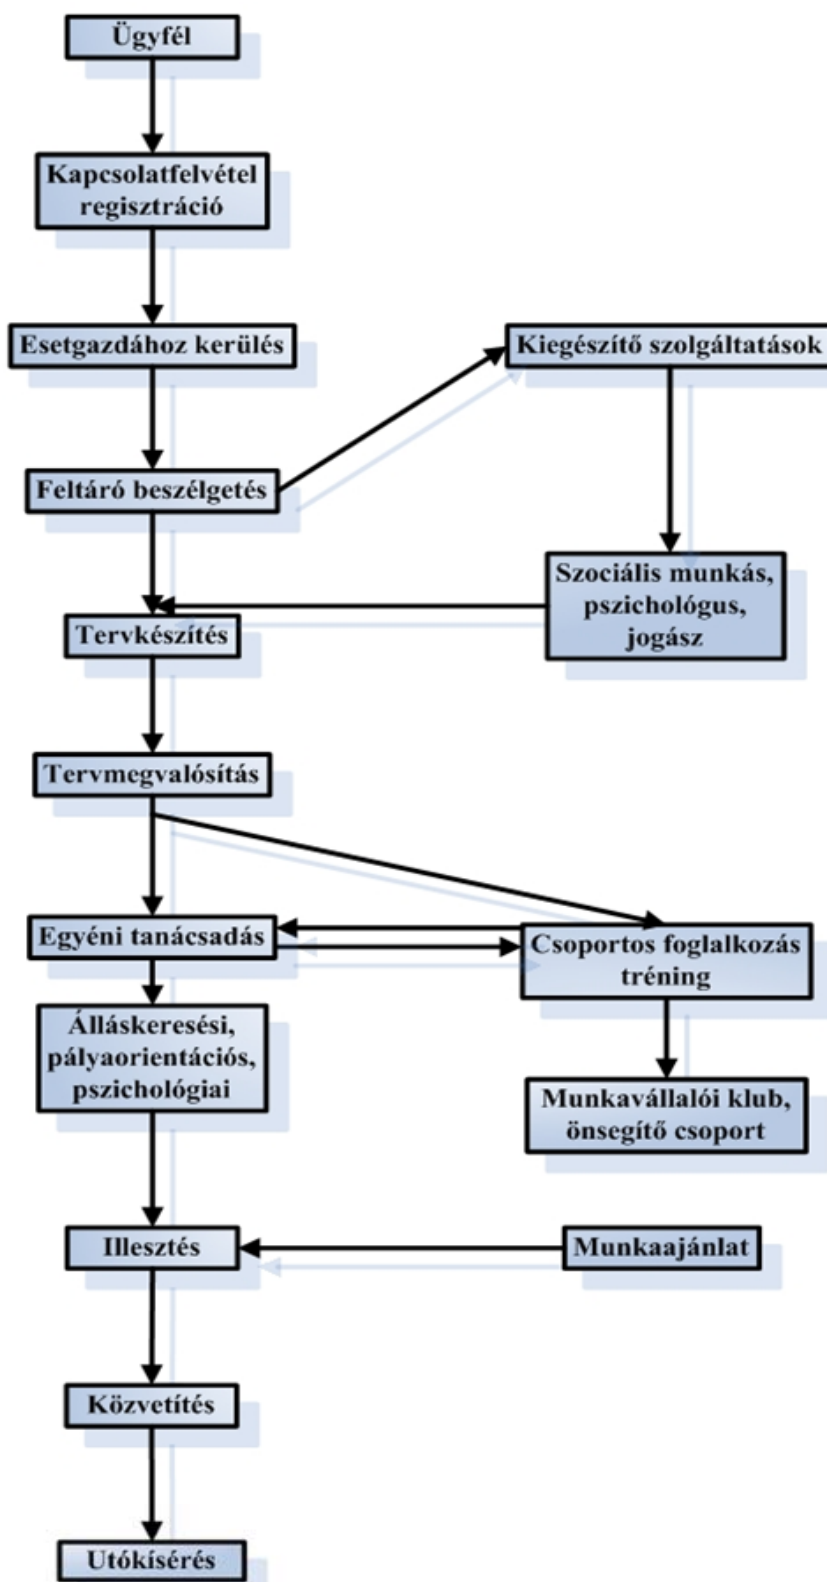 Ügyfél
Kapcsolatfelvétel
regisztráció
Esetgazdához kerülés
Kiegészítő szolgáltatások
Feltáró beszélgetés
Szociális munkás,
pszichológus,
jogász
Tervkészítés
Tervmegvalósítás
Egyéni tanácsadás
Csoportos foglalkozás
tréning
Álláskeresési,
pályaorientációs,
pszichológiai
Munkavállalói klub,
önsegítő csoport
Illesztés
Munkaajánlat
Közvetítés
Utókísérés